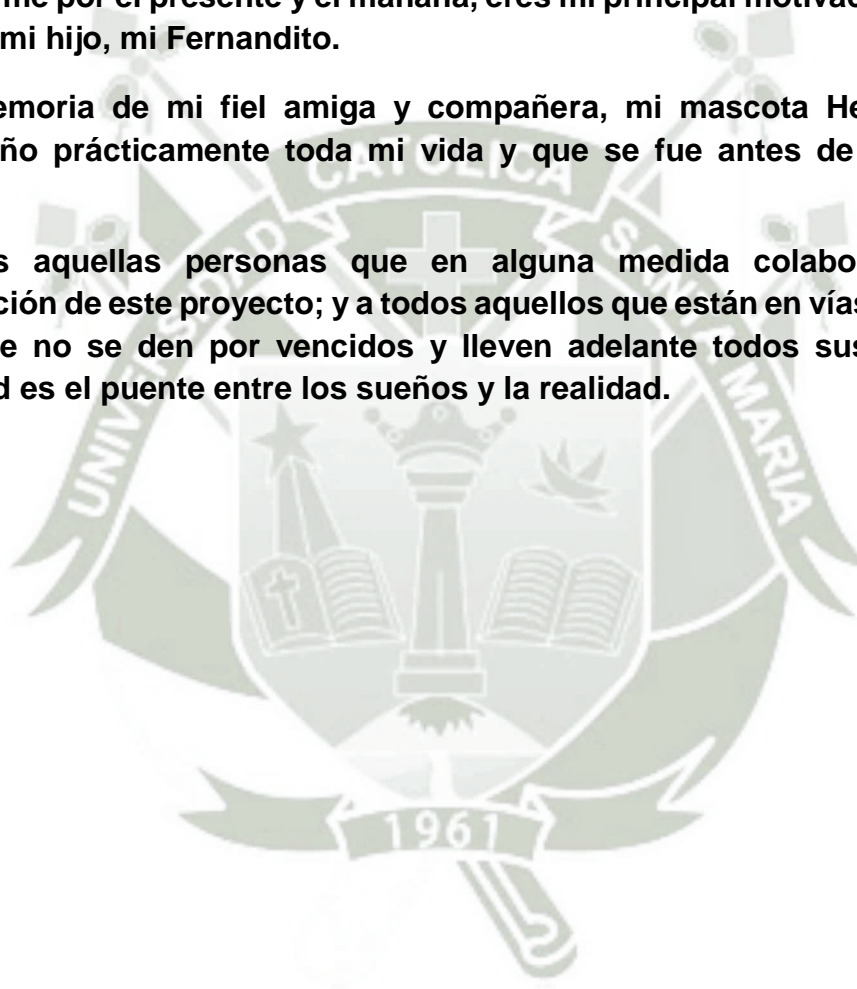 me por el presente y el mañana, eres mi principal
mi hijo, mi Fernandito.
emoria de mi fiel amiga y compañera, mi mascota
ño prácticamente toda mi vida y que se fue antes de
s aquellas personas que en alguna medida
ción de este proyecto; y a todos aquellos que están en vías
e no se den por vencidos y lleven adelante todos sus
d es el puente entre los sueños y la realidad.
UNIVERSIDAD CATOLICA SANTA MARIA
1961